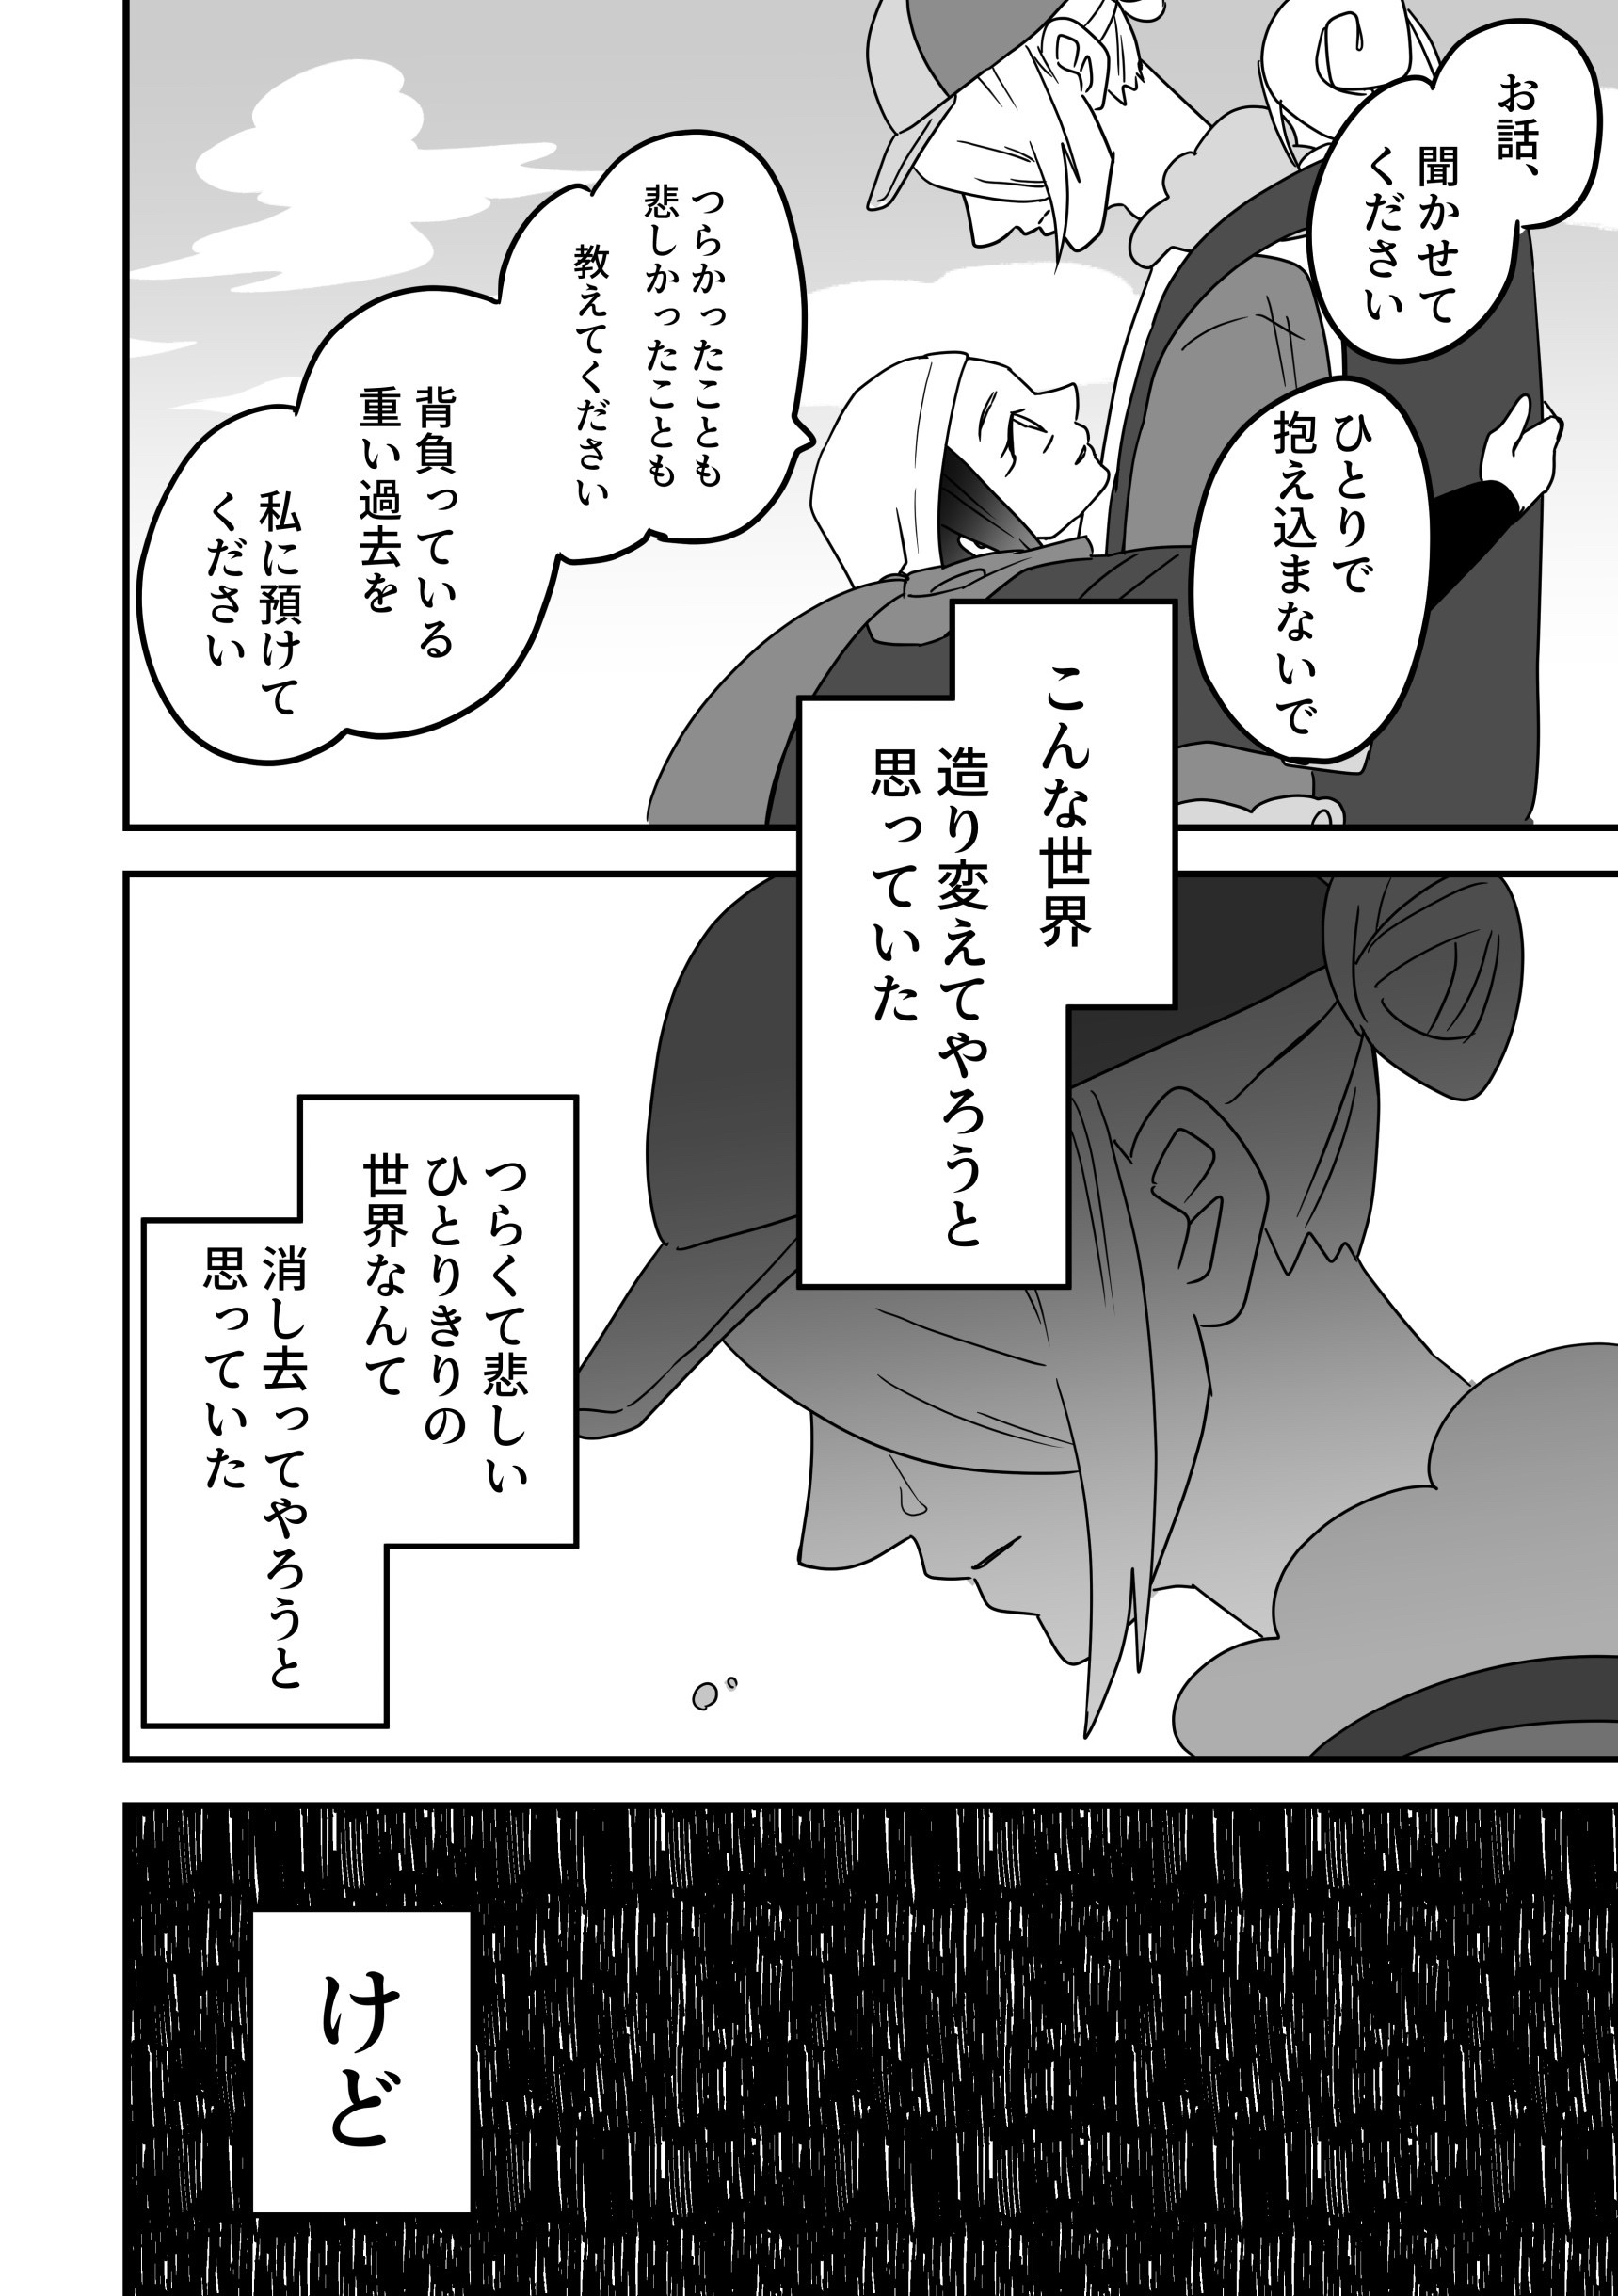 お話、
聞かせて
ください
ひとりで
抱え込まないで
つらかったことも
悲しかったことも
教えてください
背負っている
重い過去を
私に預けて
ください
こんな世界
造り変えてやろうと
思っていた
つらくて悲しい
ひとりきりの
世界なんて
消し去ってやろうと
思っていた
けど